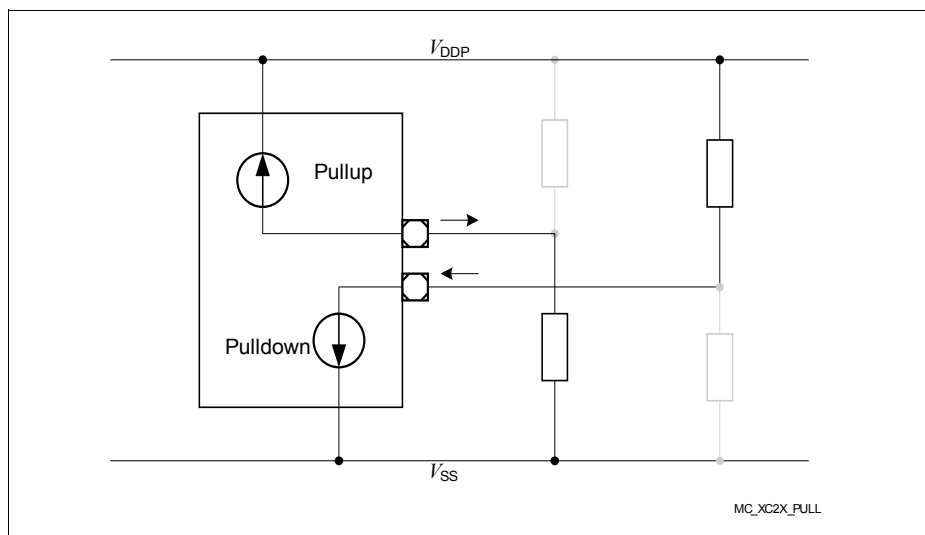 VDDP
Pullup
Pulldown
VSS
MC_XC2X_PULL